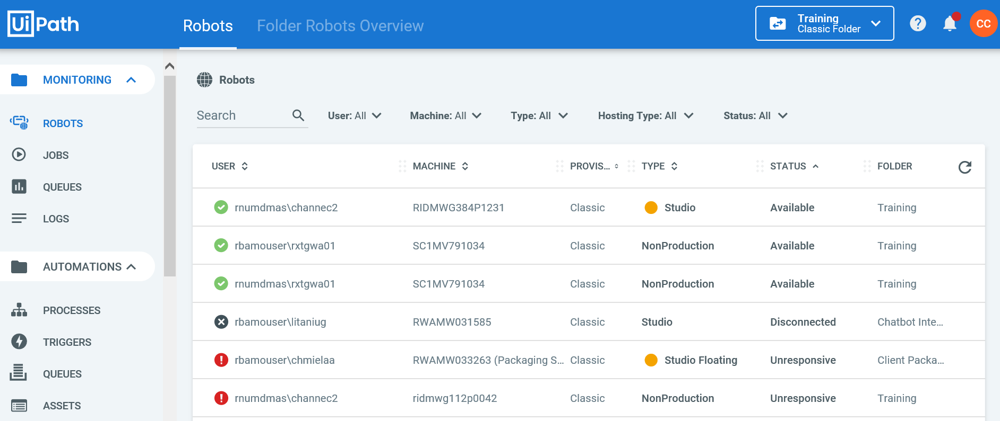 UiPath
Robots
Folder Robots Overview
Training
Classic Folder
?
CC
MONITORING
ROBOTS
JOBS
QUEUES
LOGS
AUTOMATIONS
PROCESSES
TRIGGERS
QUEUES
ASSETS
Robots
Search
User: All
Machine: All
Type: All
Hosting Type: All
Status: All
USER MACHINE PROVIS... TYPE STATUS FOLDER
rnumdmas\channec2 RIDMWG384P1231 Classic Studio Available Training
rbamouser\rxtgwa01 SC1MV791034 Classic NonProduction Available Training
rnumdmas\rxtgwa01 SC1MV791034 Classic NonProduction Available Training
rbamouser\litaniug RWAMW031585 Classic Studio Disconnected Chatbot Inte...
rbamouser\chmielaa RWAMW033263 (Packaging S... Classic Studio Floating Unresponsive Client Packa...
rnumdmas\channec2 ridmwg112p0042 Classic NonProduction Unresponsive Training